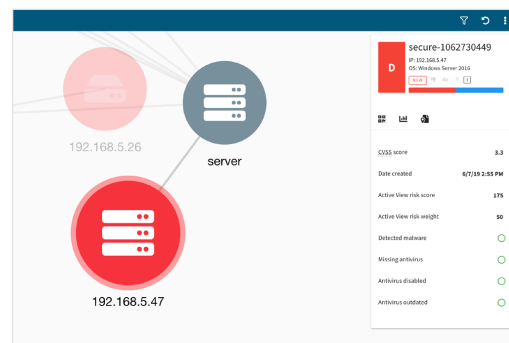 192.168.5.26
server
192.168.5.47
secure-1062730449
D
IP: 192.168.5.47
OS: Windows Server 2016
NEW
CVSS score 3.3
Date created 6/7/19 2:55 PM
Active View risk score 175
Active View risk weight 50
Detected malware
Missing antivirus
Antivirus disabled
Antivirus outdated